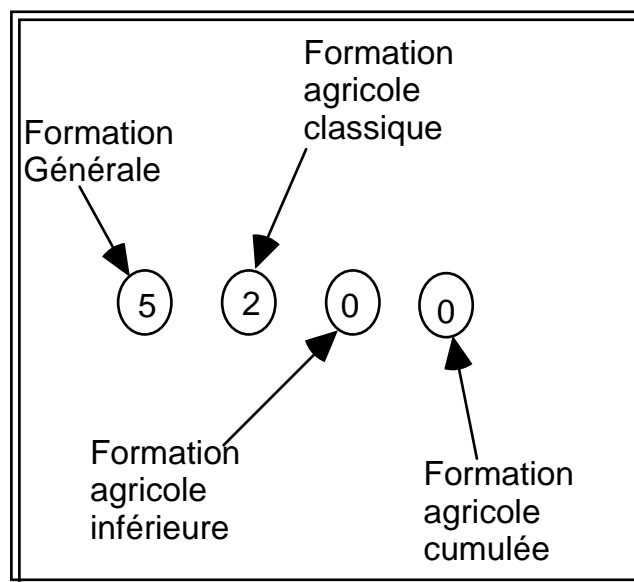 Formation
agricole
classique
Formation
Générale
5 2 0 0
Formation
agricole
inférieure
Formation
agricole
cumulée